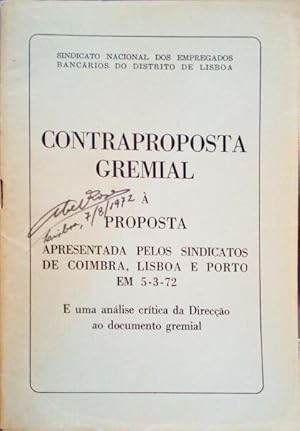 SINDICATO NACIONAL DOS EMPREGADOS
BANCÁRIOS DO DISTRITO DE LISBOA
CONTRAPROPOSTA
GREMIAL
À
Lisboa, 7/8/1972
PROPOSTA
APRESENTADA PELOS SINDICATOS
DE COIMBRA, LISBOA E PORTO
EM 5-3-72
E uma análise crítica da Direcção
ao documento gremial